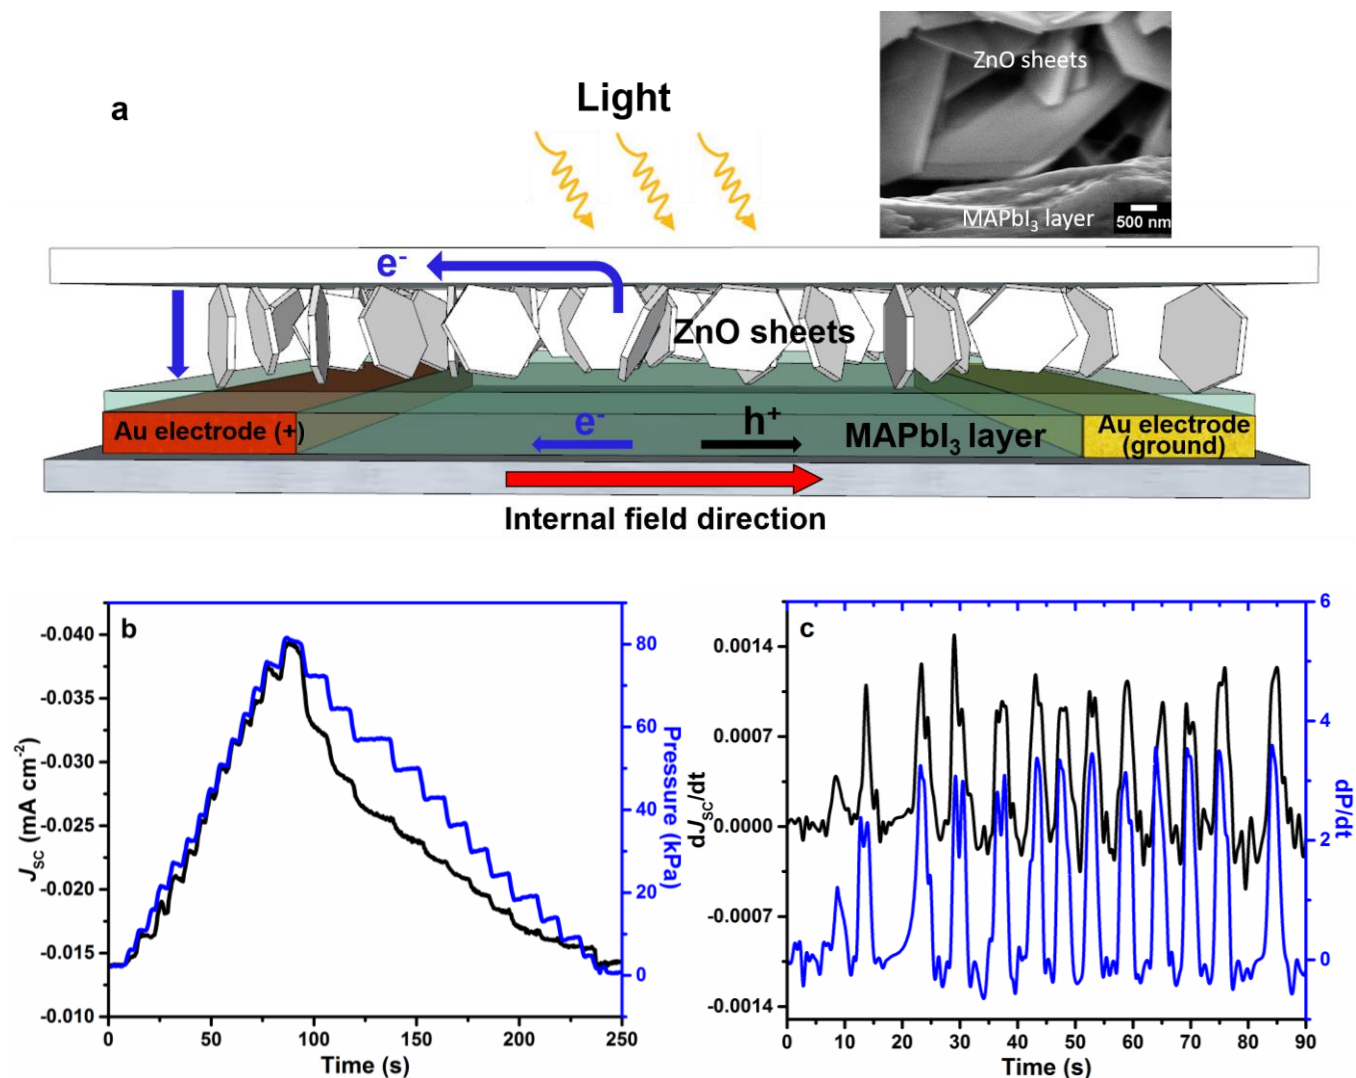 a
Light
ZnO sheets
MAPbI₃ layer
500 nm
e⁻
ZnO sheets
Au electrode (+)
e⁻
h⁺
MAPbI₃ layer
Au electrode
(ground)
Internal field direction
b
-0.040
-0.035
-0.030
-0.025
-0.020
-0.015
-0.010
Jsc (mA cm⁻²)
80
60
40
20
0
Pressure (kPa)
0
50
100
150
200
250
Time (s)
c
0.0014
0.0007
0.0000
-0.0007
-0.0014
dJsc/dt
6
4
2
0
dP/dt
0
10
20
30
40
50
60
70
80
90
Time (s)